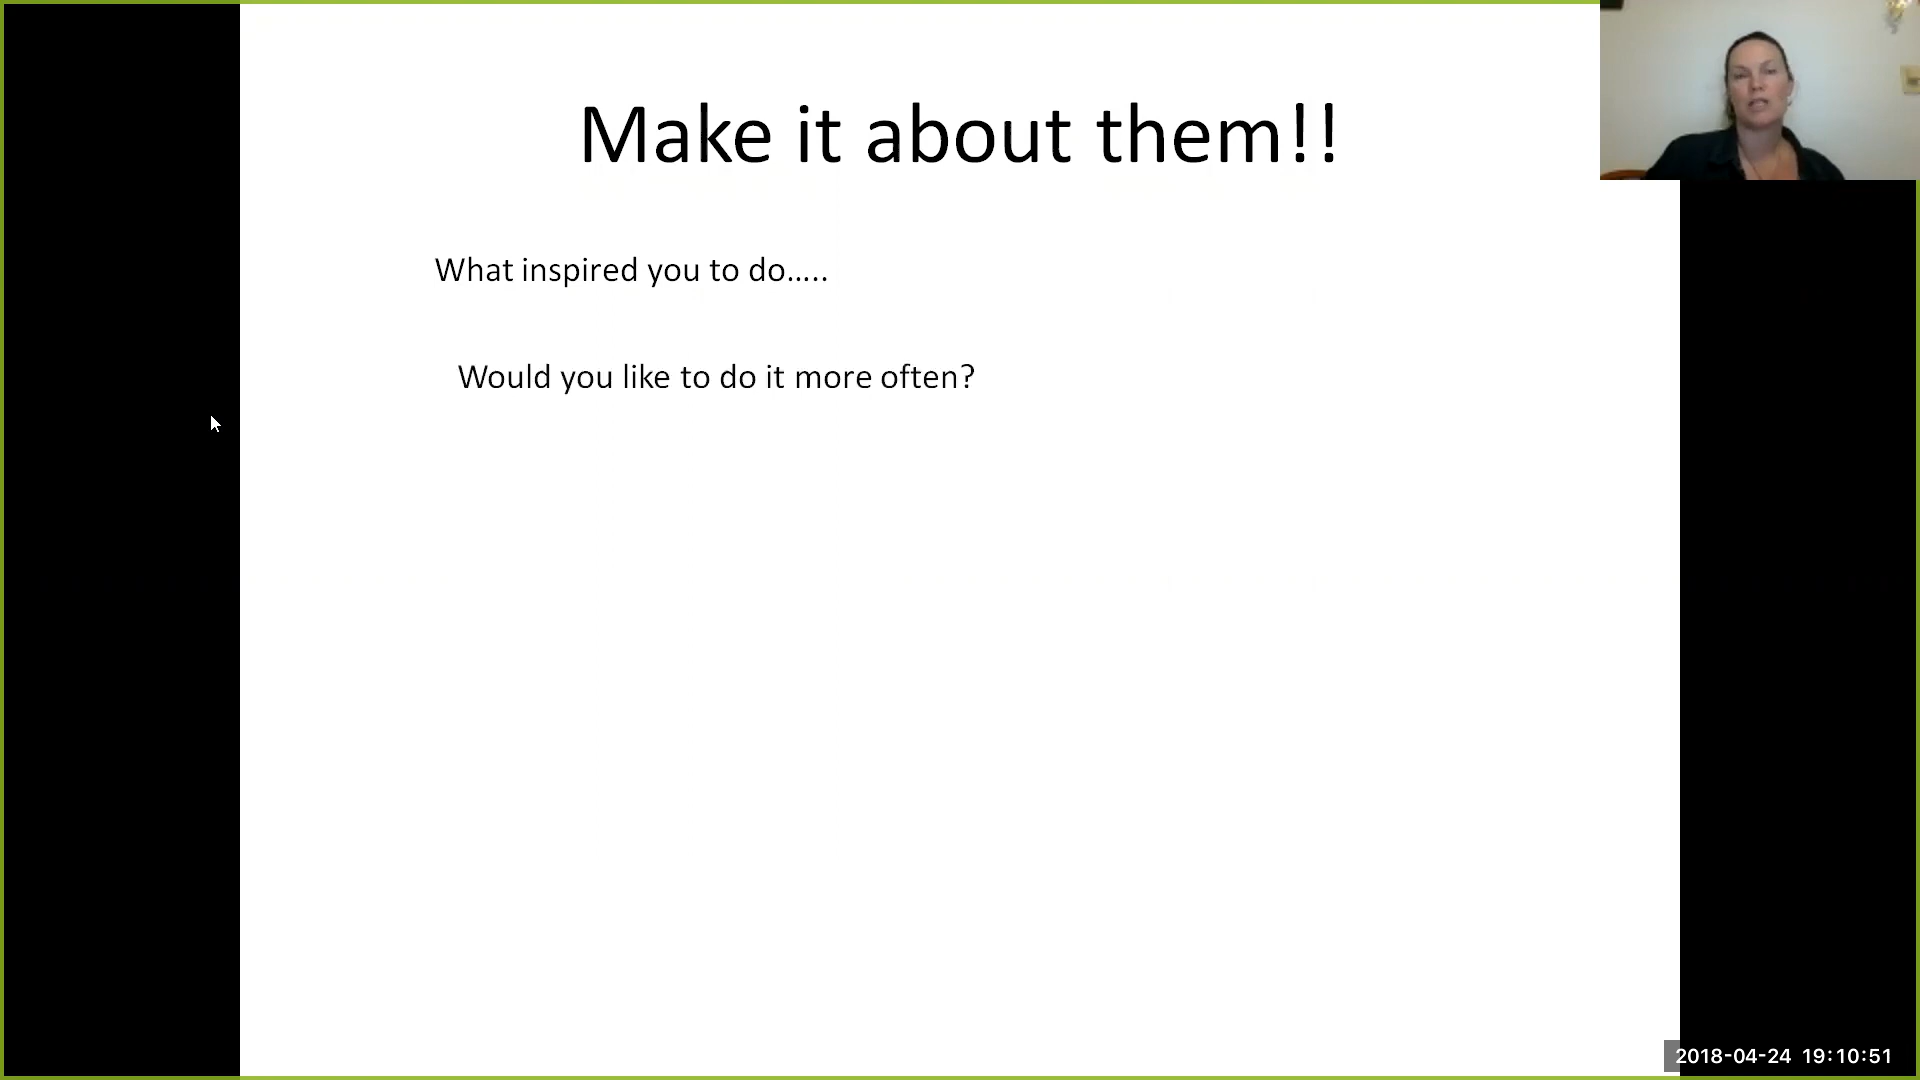 Make it about them!!
What inspired you to do.....
Would you like to do it more often?
2018-04-24 19:10:51